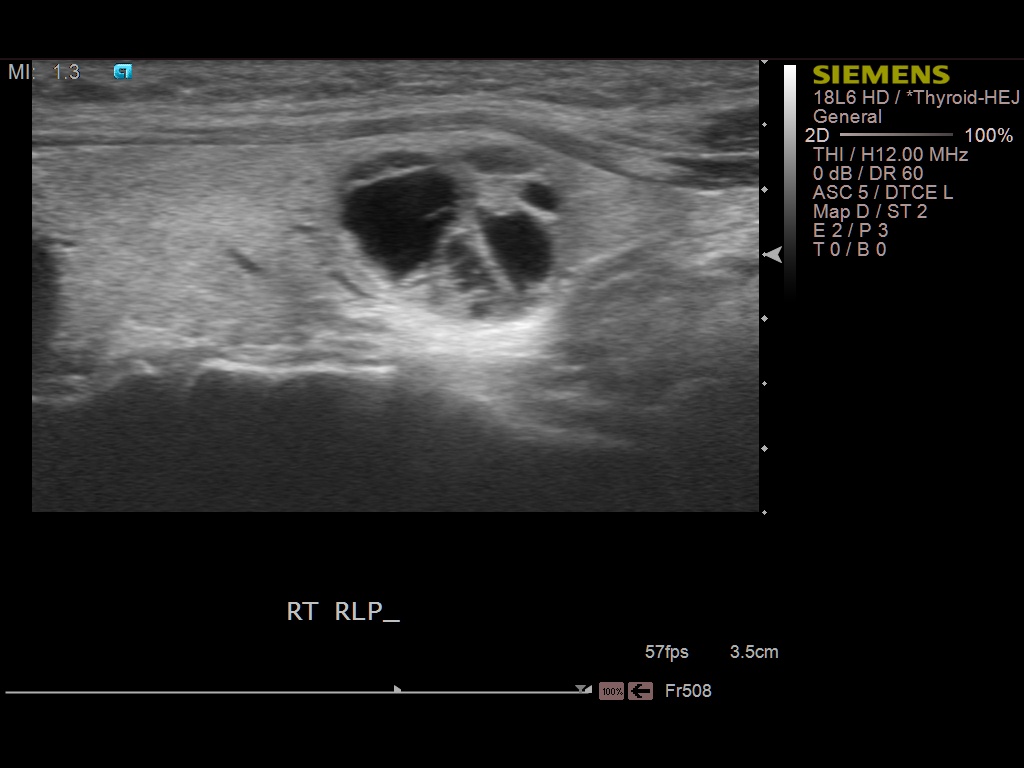 MI: 1.3
SIEMENS
18L6 HD / *Thyroid-HEJ
General
2D 100%
THI / H12.00 MHz
0 dB / DR 60
ASC 5 / DTCE L
Map D / ST 2
E 2 / P 3
T 0 / B 0
RT RLP_
57fps 3.5cm
100% Fr508